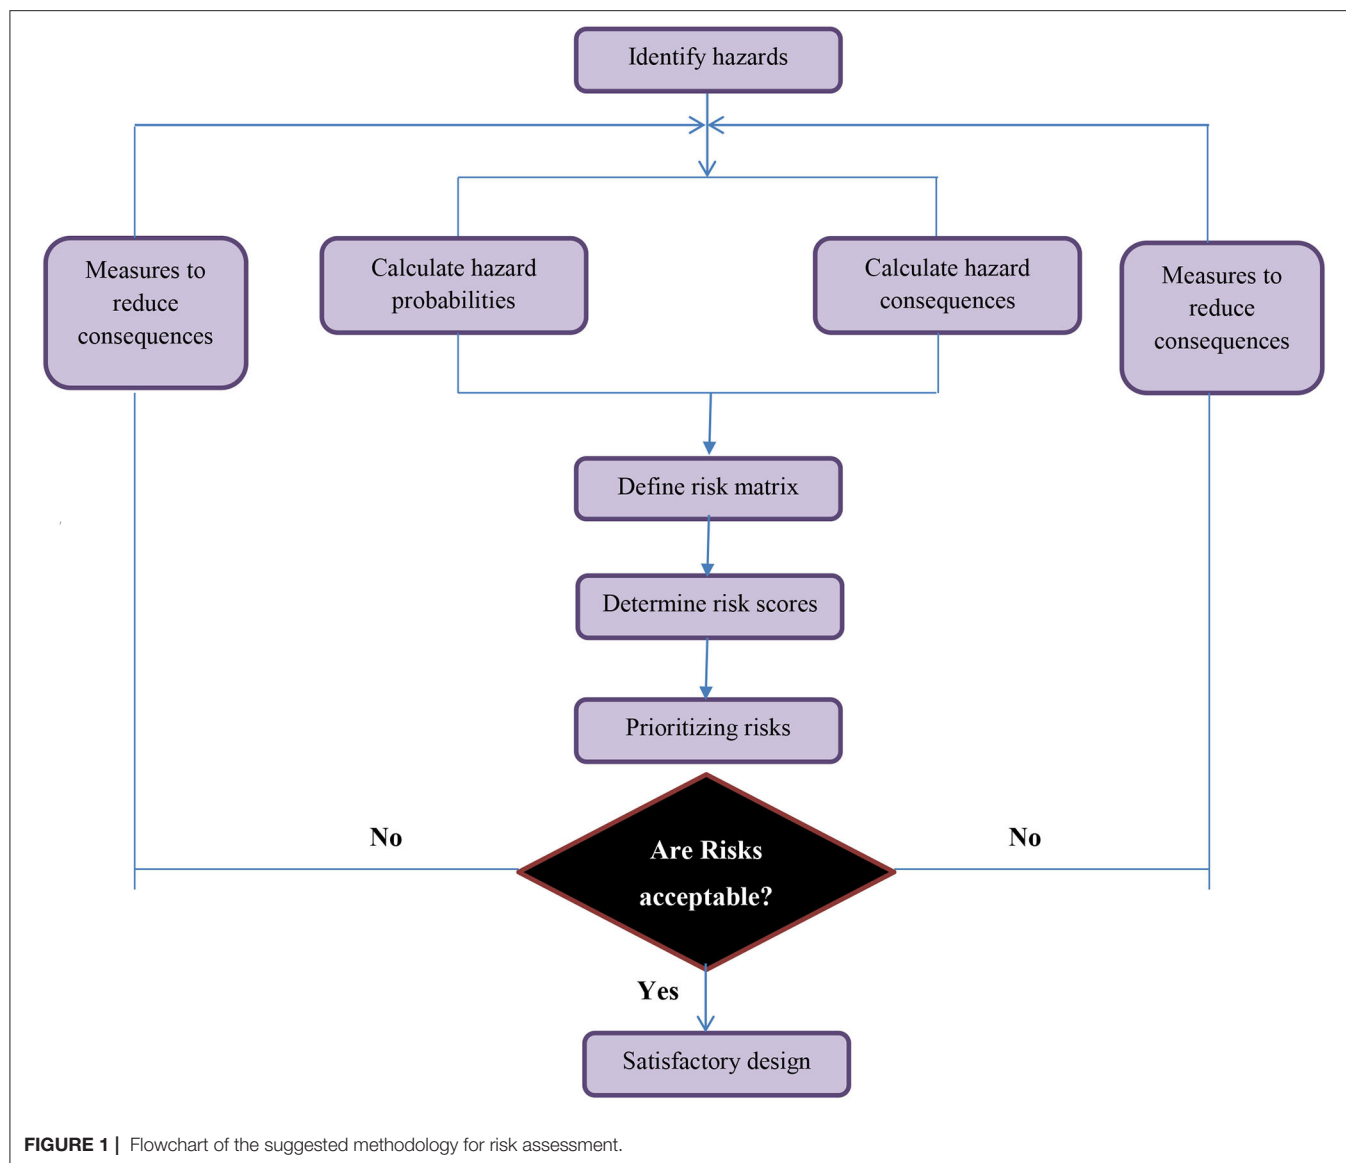 Identify hazards
Measures to
reduce
consequences
Calculate hazard
probabilities
Calculate hazard
consequences
Measures to
reduce
consequences
Define risk matrix
Determine risk scores
Prioritizing risks
No
Are Risks
acceptable?
No
Yes
Satisfactory design
FIGURE 1 | Flowchart of the suggested methodology for risk assessment.